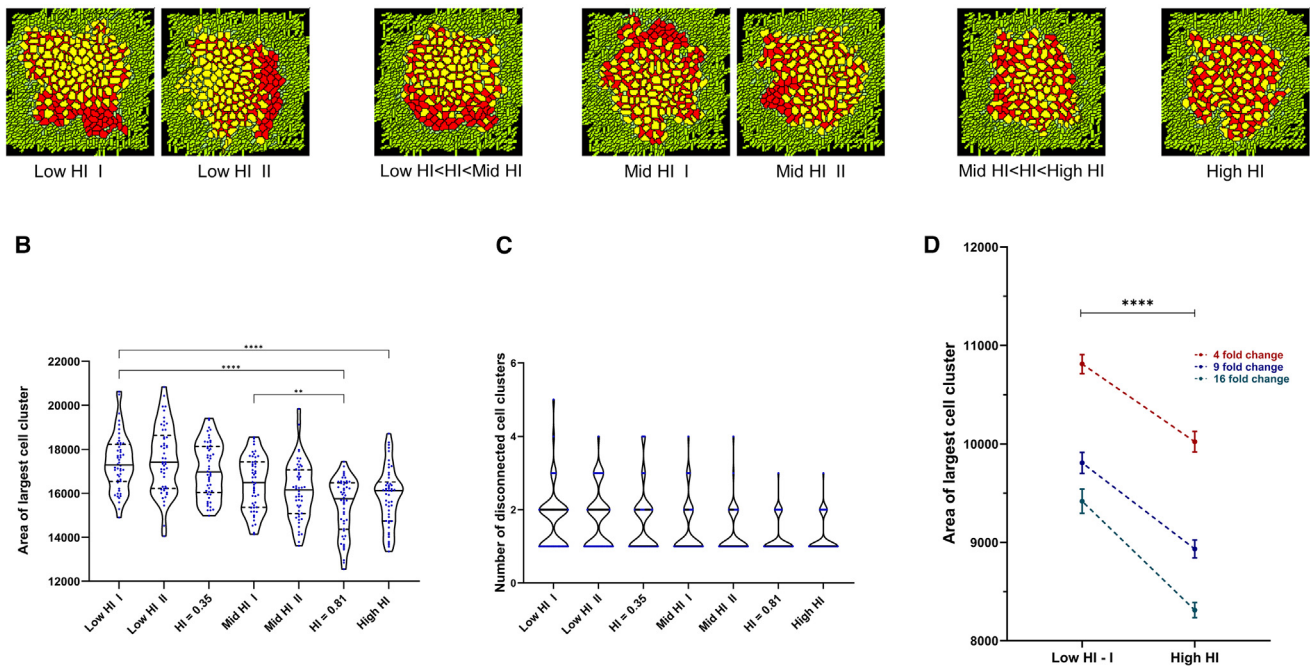 Low HI I
Low HI II
Low HI<HI<Mid HI
Mid HI I
Mid HI II
Mid HI<HI<High HI
High HI
B
Area of largest cell cluster
22000
20000
18000
16000
14000
12000
****
****
**
Low HI I
Low HI II
HI = 0.35
Mid HI I
Mid HI II
HI = 0.81
High HI
C
Number of disconnected cell clusters
6
4
2
0
Low HI I
Low HI II
HI = 0.35
Mid HI I
Mid HI II
HI = 0.81
High HI
D
Area of largest cell cluster
12000
11000
10000
9000
8000
****
4 fold change
9 fold change
16 fold change
Low HI - I
High HI